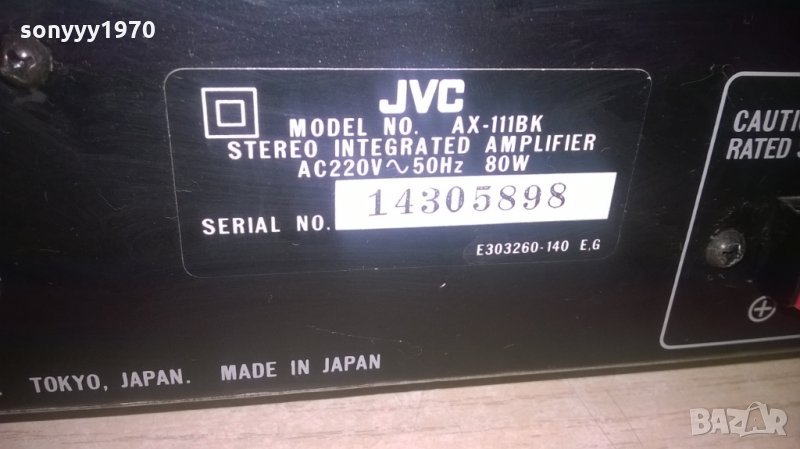 sonyyy1970
JVC
MODEL NO. AX-111BK
STEREO INTEGRATED AMPLIFIER
AC220V∼50Hz 80W
SERIAL NO. 14305898
E303260-140 E,G
TOKYO, JAPAN. MADE IN JAPAN
CAUTI
RATED S
BAZAR